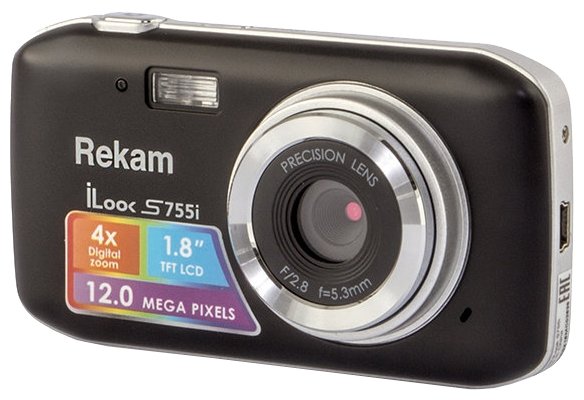 Rekam
iLook S755i
4x
Digital
zoom
1.8"
TFT LCD
12.0 MEGA PIXELS
PRECISION LENS
F/2.8 f=5.3mm
EAC